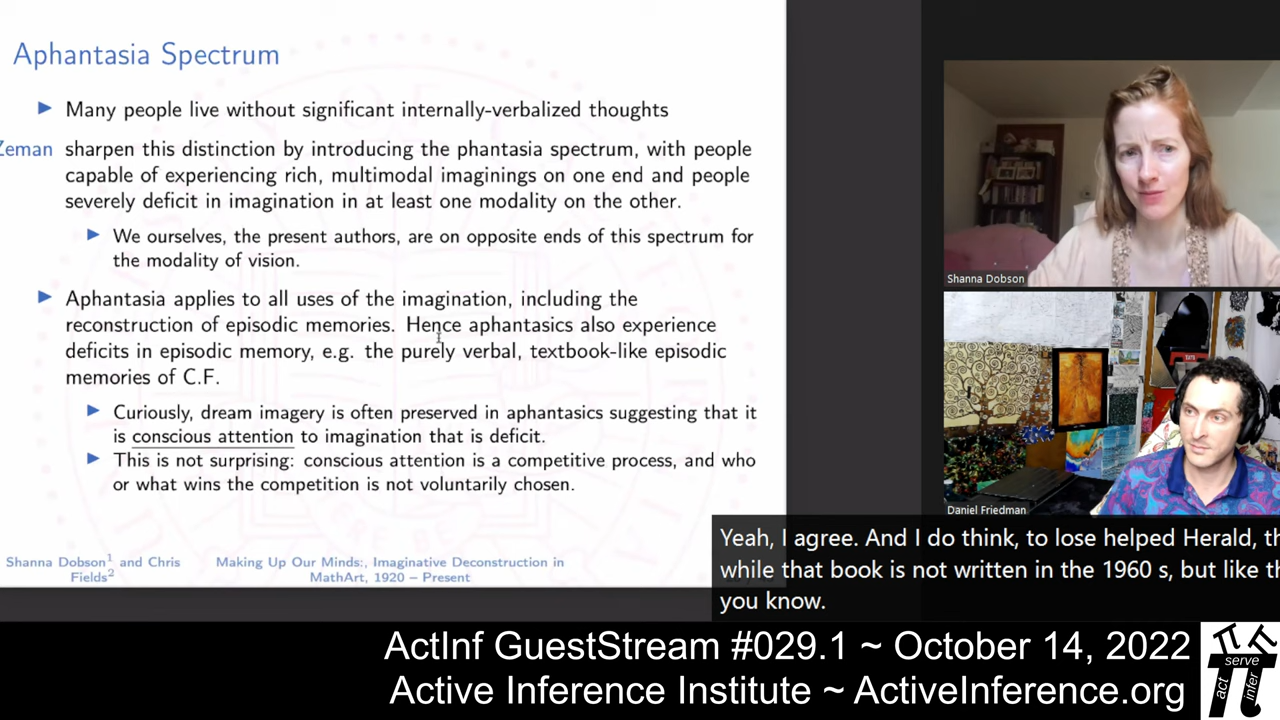 Aphantasia Spectrum
Many people live without significant internally-verbalized thoughts
Zeman sharpen this distinction by introducing the phantasia spectrum, with people
capable of experiencing rich, multimodal imaginings on one end and people
severely deficit in imagination in at least one modality on the other.
We ourselves, the present authors, are on opposite ends of this spectrum for
the modality of vision.
Aphantasia applies to all uses of the imagination, including the
reconstruction of episodic memories. Hence aphantasics also experience
deficits in episodic memory, e.g. the purely verbal, textbook-like episodic
memories of C.F.
Curiously, dream imagery is often preserved in aphantasics suggesting that it
is conscious attention to imagination that is deficit.
This is not surprising: conscious attention is a competitive process, and who
or what wins the competition is not voluntarily chosen.
Shanna Dobson¹ and Chris
Fields²
Making Up Our Minds:, Imaginative Deconstruction in
MathArt, 1920 – Present
Shanna Dobson
Daniel Friedman
Yeah, I agree. And I do think, to lose helped Herald, th
while that book is not written in the 1960 s, but like th
you know.
ActInf GuestStream #029.1 ~ October 14, 2022
Active Inference Institute ~ ActiveInference.org
serve
act
infer